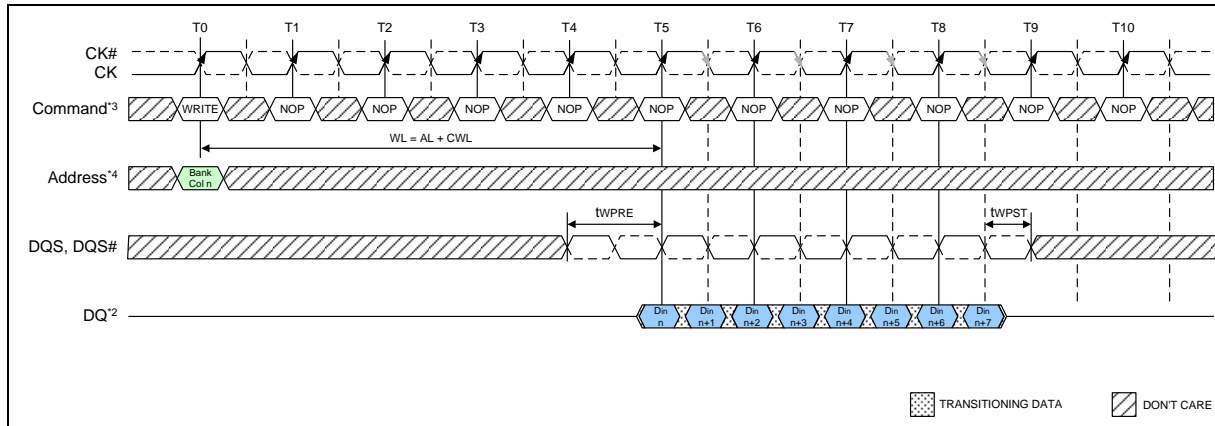 T0 T1 T2 T3 T4 T5 T6 T7 T8 T9 T10
CK#
CK
Command*3 WRITE NOP NOP NOP NOP NOP NOP NOP NOP NOP NOP
WL = AL + CWL
Address*4 Bank Col n
tWPRE tWPST
DQS, DQS#
DQ*2 Din n Din n+1 Din n+2 Din n+3 Din n+4 Din n+5 Din n+6 Din n+7
TRANSITIONING DATA DON'T CARE